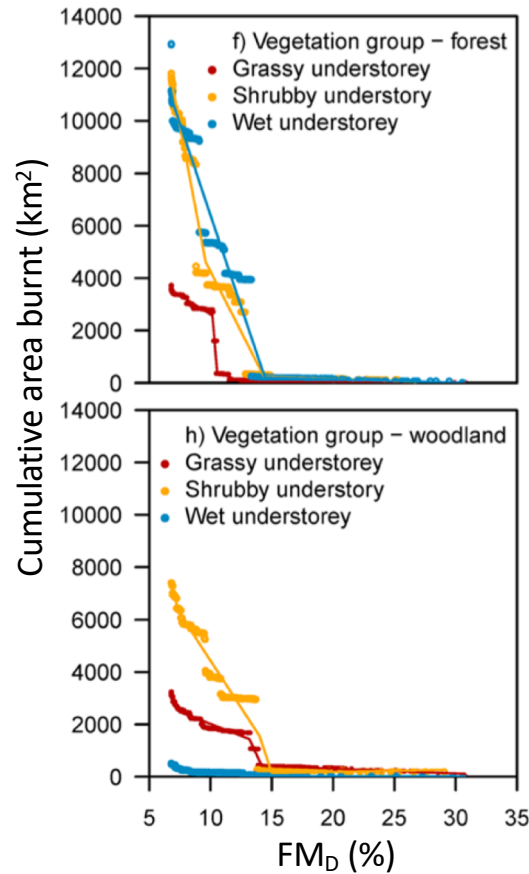 Cumulative area burnt (km²)
14000
f) Vegetation group – forest
12000
Grassy understorey
Shrubby understory
10000
Wet understorey
8000
6000
4000
2000
0
14000
h) Vegetation group – woodland
12000
Grassy understorey
Shrubby understory
10000
Wet understorey
8000
6000
4000
2000
0
5 10 15 20 25 30 35
FM_D (%)